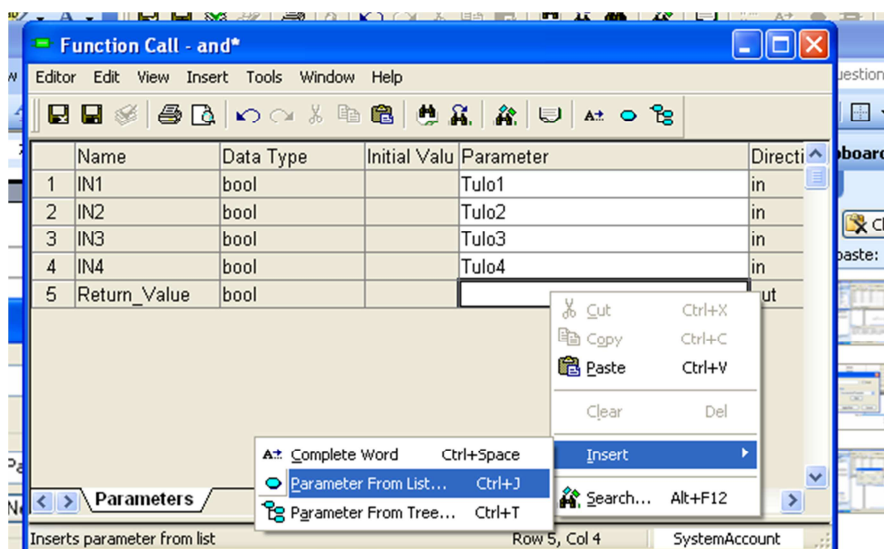 Function Call - and*
Editor Edit View Insert Tools Window Help
Name Data Type Initial Valu Parameter Directi
1 IN1 bool Tulo1 in
2 IN2 bool Tulo2 in
3 IN3 bool Tulo3 in
4 IN4 bool Tulo4 in
5 Return_Value bool ut
Cut Ctrl+X
Copy Ctrl+C
Paste Ctrl+V
Clear Del
Insert
Search... Alt+F12
Complete Word Ctrl+Space
Parameter From List... Ctrl+J
Parameter From Tree... Ctrl+T
Parameters
Inserts parameter from list Row 5, Col 4 SystemAccount
uestion
pboard
Cl
paste: